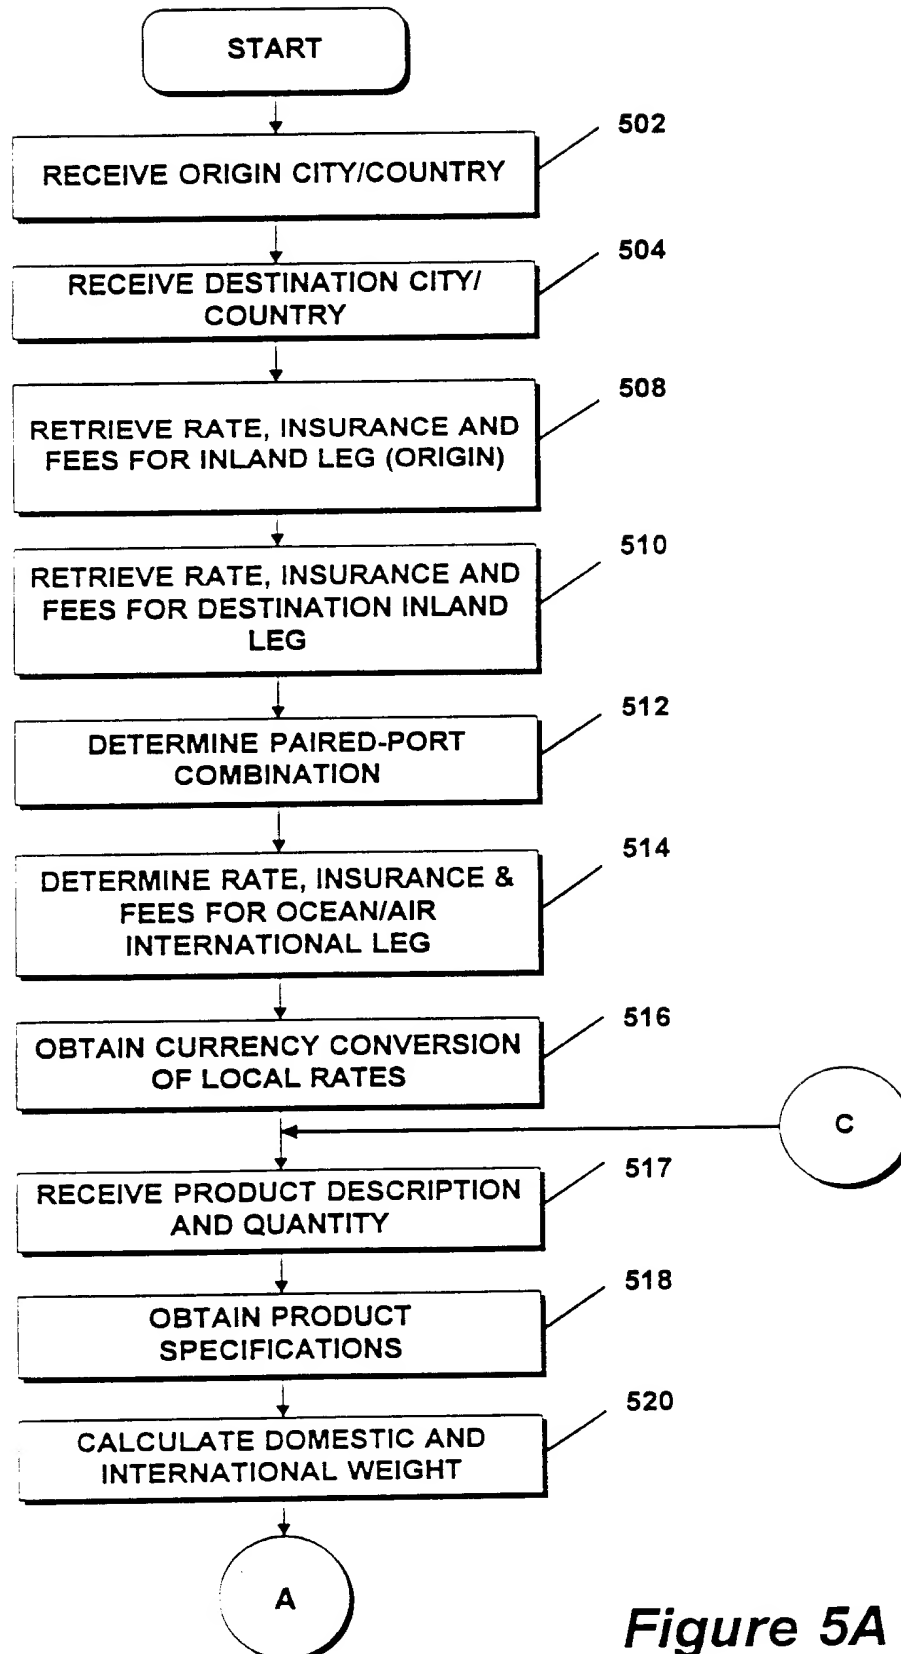 START
502
RECEIVE ORIGIN CITY/COUNTRY
504
RECEIVE DESTINATION CITY/
COUNTRY
508
RETRIEVE RATE, INSURANCE AND
FEES FOR INLAND LEG (ORIGIN)
510
RETRIEVE RATE, INSURANCE AND
FEES FOR DESTINATION INLAND
LEG
512
DETERMINE PAIRED-PORT
COMBINATION
514
DETERMINE RATE, INSURANCE &
FEES FOR OCEAN/AIR
INTERNATIONAL LEG
516
OBTAIN CURRENCY CONVERSION
OF LOCAL RATES
C
517
RECEIVE PRODUCT DESCRIPTION
AND QUANTITY
518
OBTAIN PRODUCT
SPECIFICATIONS
520
CALCULATE DOMESTIC AND
INTERNATIONAL WEIGHT
A
Figure 5A